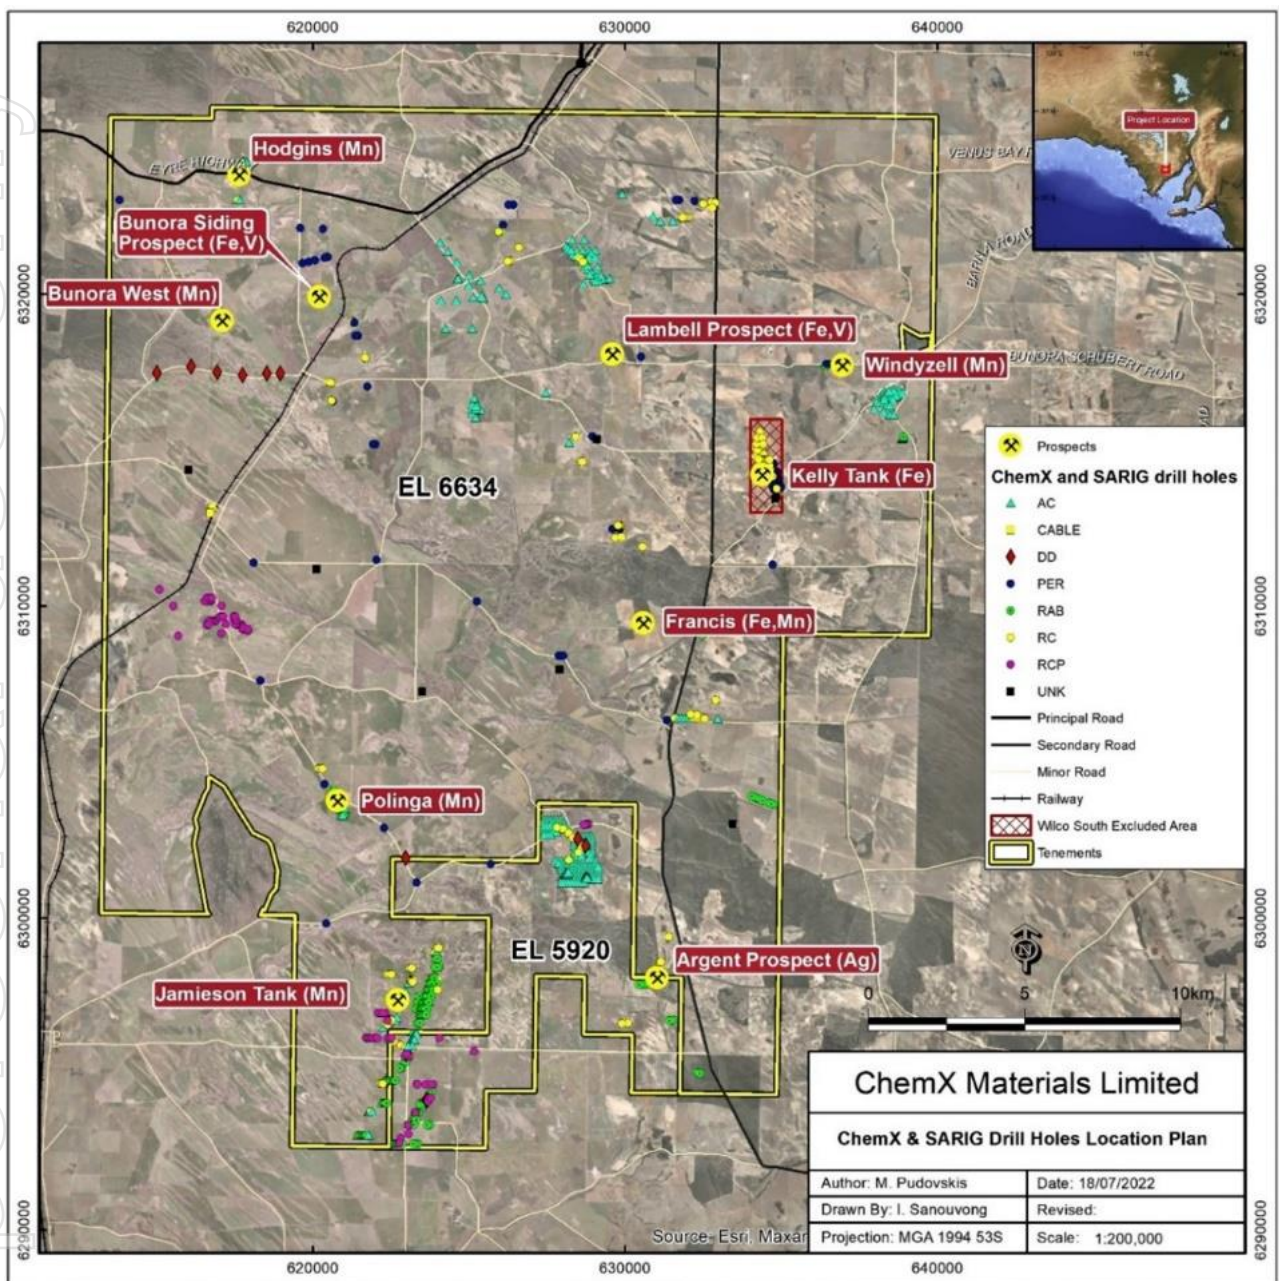 620000
630000
640000
Project Location
Hodgins (Mn)
EYRE HIGHWAY
VENUS BAY R
Bunora Siding
Prospect (Fe,V)
BARNA ROAD
Bunora West (Mn)
6320000
6320000
Lambell Prospect (Fe,V)
Windyzell (Mn)
BUNORA SCHUBERT ROAD
Kelly Tank (Fe)
EL 6634
Prospects
ChemX and SARIG drill holes
AC
CABLE
DD
PER
RAB
RC
RCP
UNK
Principal Road
Secondary Road
Minor Road
Railway
Wilco South Excluded Area
Tenements
6310000
6310000
Francis (Fe,Mn)
Polinga (Mn)
6300000
6300000
EL 5920
Argent Prospect (Ag)
Jamieson Tank (Mn)
N
0
5
10km
ChemX Materials Limited
ChemX & SARIG Drill Holes Location Plan
Author: M. Pudovskis
Date: 18/07/2022
Drawn By: I. Sanouvong
Revised:
Projection: MGA 1994 53S
Scale: 1:200,000
Source- Esri, Maxar
6290000
6290000
620000
630000
640000